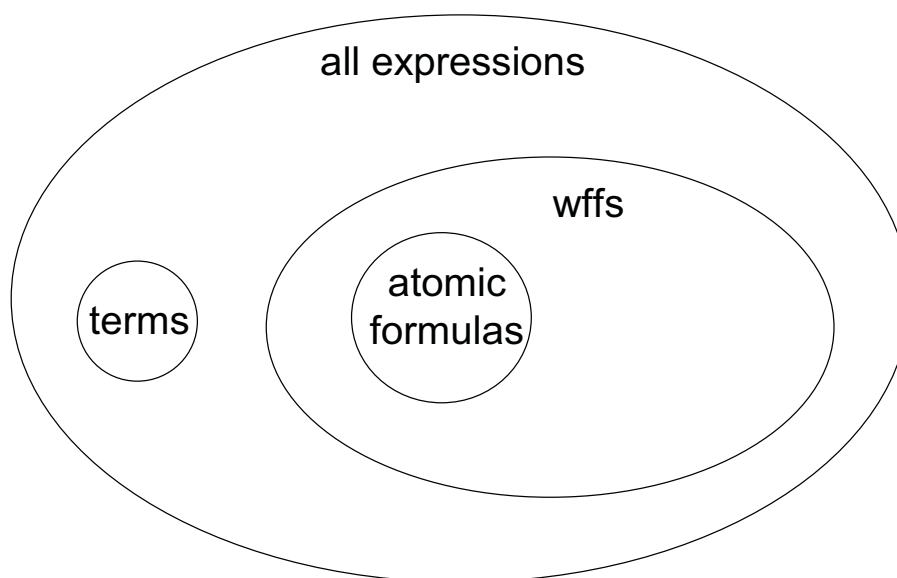 all expressions
wffs
atomic
formulas
terms